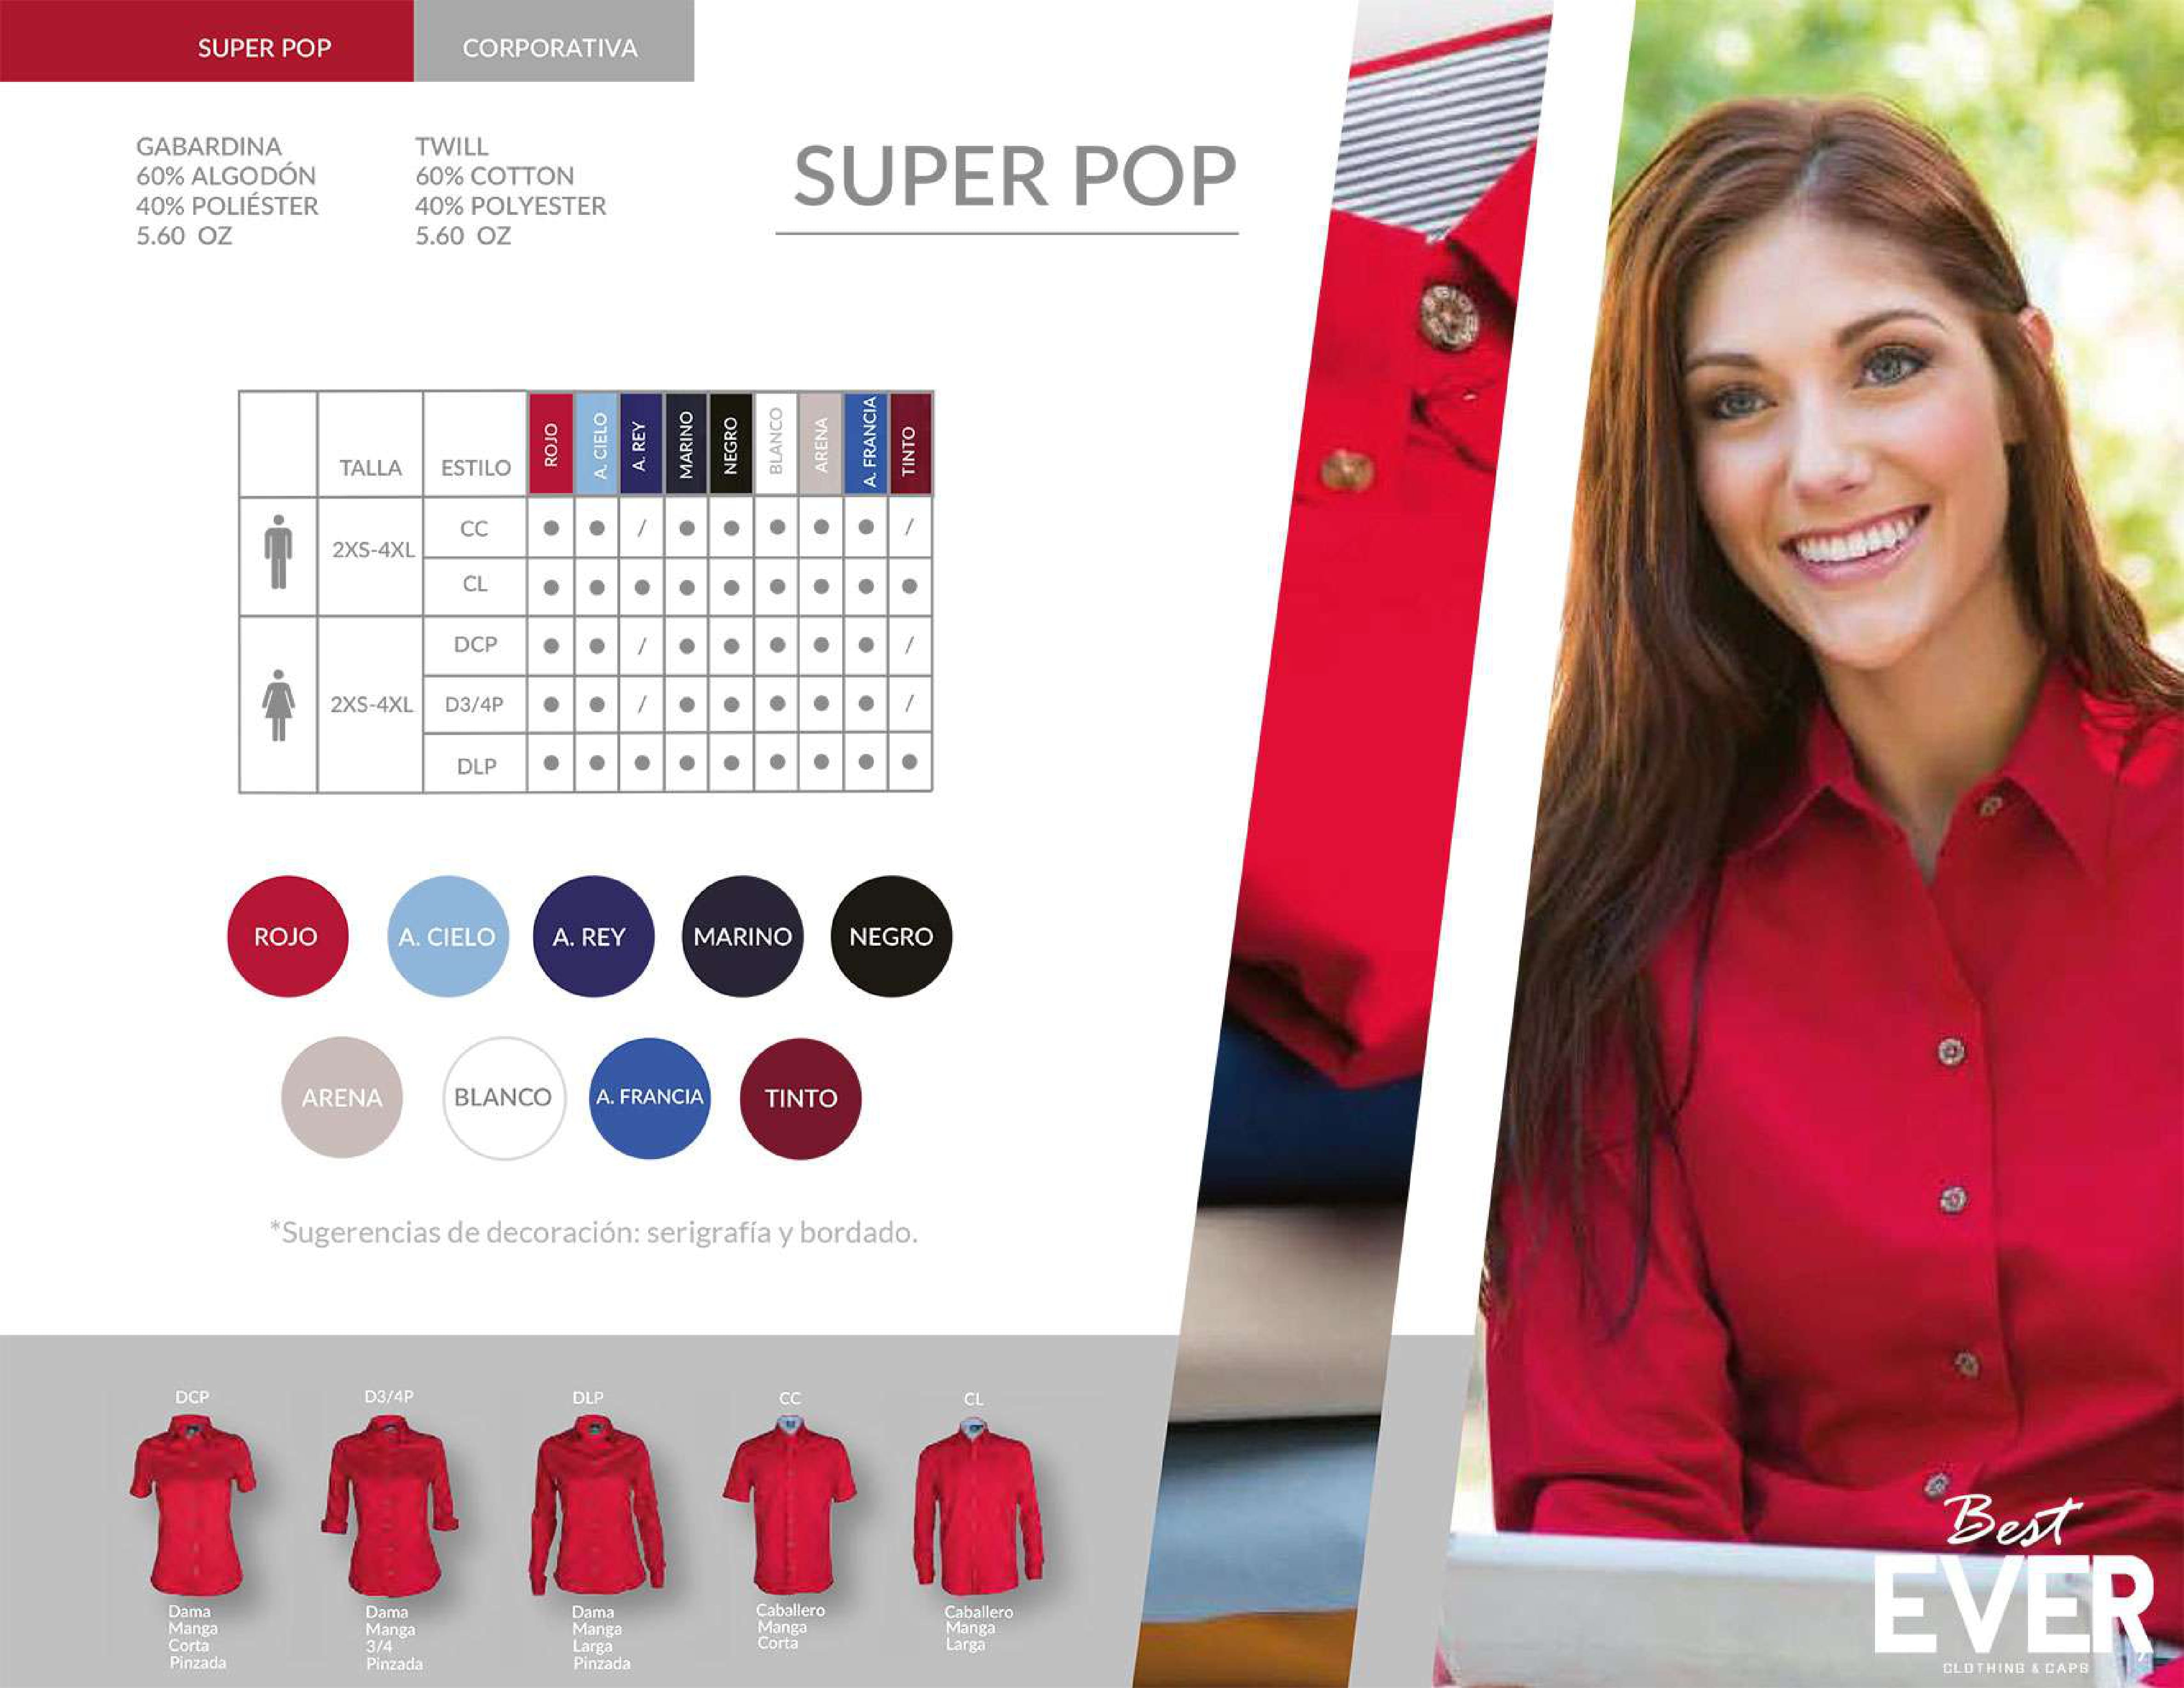 SUPER POP
CORPORATIVA
GABARDINA
60% ALGODÓN
40% POLIÉSTER
5.60 OZ
TWILL
60% COTTON
40% POLYESTER
5.60 OZ
SUPER POP
TALLA ESTILO ROJO A. CIELO A. REY MARINO NEGRO BLANCO ARENA A. FRANCIA TINTO
2XS-4XL
CC ● ● / ● ● ● ● ● /
CL ● ● ● ● ● ● ● ● ●
2XS-4XL
DCP ● ● / ● ● ● ● ● /
D3/4P ● ● / ● ● ● ● ● /
DLP ● ● ● ● ● ● ● ● ●
ROJO A. CIELO A. REY MARINO NEGRO
ARENA BLANCO A. FRANCIA TINTO
*Sugerencias de decoración: serigrafía y bordado.
DCP
Dama
Manga
Corta
Pinzada
D3/4P
Dama
Manga
3/4
Pinzada
DLP
Dama
Manga
Larga
Pinzada
CC
Caballero
Manga
Corta
CL
Caballero
Manga
Larga
Best
EVER
CLOTHING & CAPS